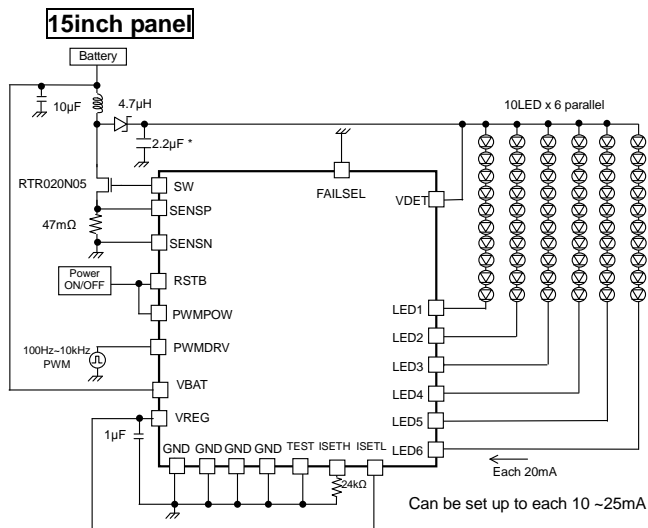 15inch panel
Battery
10µF
4.7µH
10LED x 6 parallel
2.2µF *
RTR020N05
SW
FAILSEL
VDET
SENSP
47mΩ
SENSN
Power
ON/OFF
RSTB
LED1
PWMPOW
LED2
100Hz~10kHz
PWM
PWMDRV
LED3
VBAT
LED4
VREG
LED5
1µF
GND GND GND GND TEST ISETH ISETL
LED6
24kΩ
Each 20mA
Can be set up to each 10 ~25mA